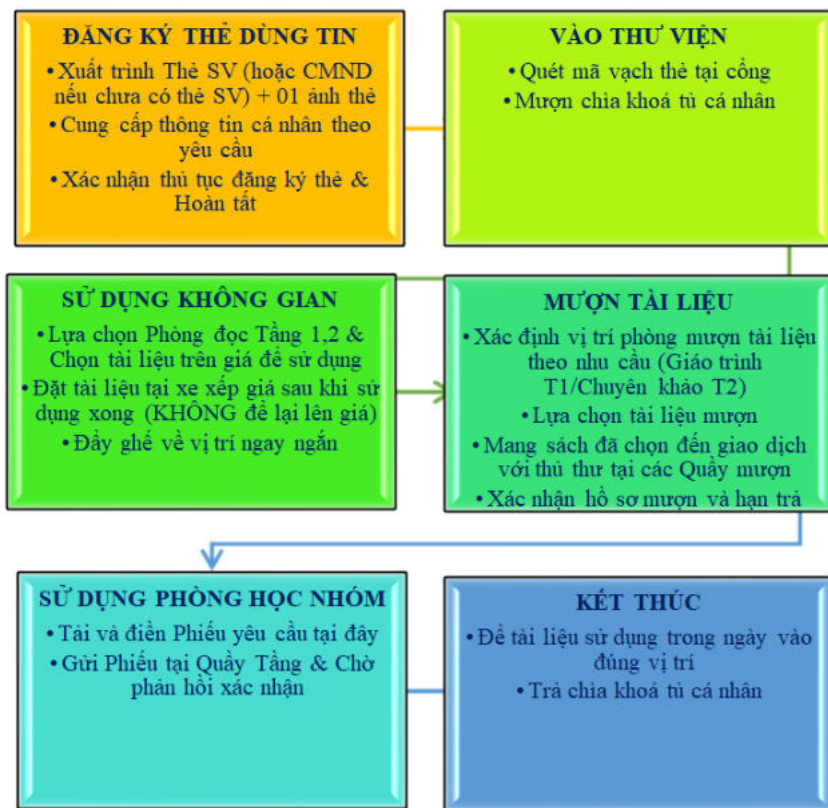 ĐĂNG KÝ THẺ DÙNG TIN
• Xuất trình Thẻ SV (hoặc CMND
nếu chưa có thẻ SV) + 01 ảnh thẻ
• Cung cấp thông tin cá nhân theo
yêu cầu
• Xác nhận thủ tục đăng ký thẻ &
Hoàn tất
VÀO THƯ VIỆN
• Quét mã vạch thẻ tại cổng
• Mượn chìa khoá tủ cá nhân
SỬ DỤNG KHÔNG GIAN
• Lựa chọn Phòng đọc Tầng 1,2 &
Chọn tài liệu trên giá để sử dụng
• Đặt tài liệu tại xe xếp giá sau khi sử
dụng xong (KHÔNG để lại lên giá)
• Đẩy ghế về vị trí ngay ngắn
MƯỢN TÀI LIỆU
• Xác định vị trí phòng mượn tài liệu
theo nhu cầu (Giáo trình
T1/Chuyên khảo T2)
• Lựa chọn tài liệu mượn
• Mang sách đã chọn đến giao dịch
với thủ thư tại các Quầy mượn
• Xác nhận hồ sơ mượn và hạn trả
SỬ DỤNG PHÒNG HỌC NHÓM
• Tải và điền Phiếu yêu cầu tại đây
• Gửi Phiếu tại Quầy Tầng & Chờ
phản hồi xác nhận
KẾT THÚC
• Để tài liệu sử dụng trong ngày vào
đúng vị trí
• Trả chìa khoá tủ cá nhân